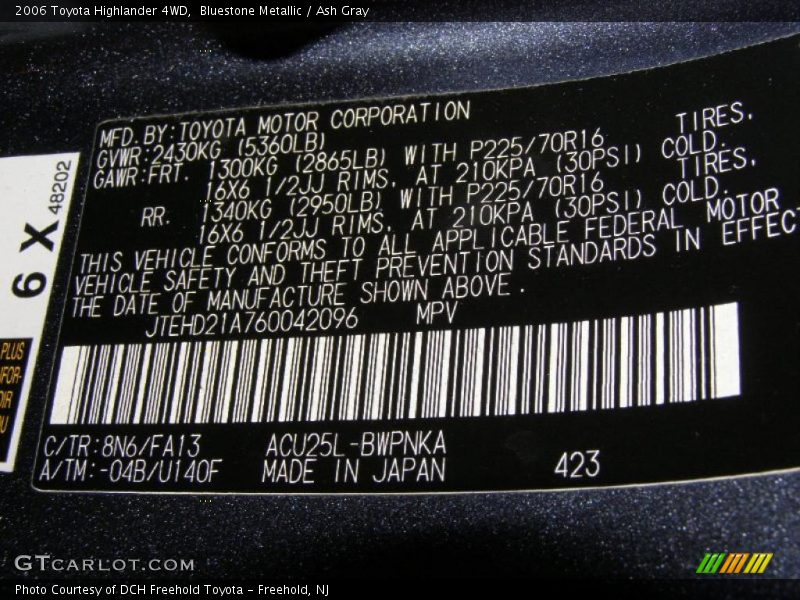 2006 Toyota Highlander 4WD, Bluestone Metallic / Ash Gray
MFD. BY: TOYOTA MOTOR CORPORATION
GVWR: 2430KG (5360LB)
GAWR: FRT. 1300KG (2865LB) WITH P225/70R16 TIRES,
16X6 1/2JJ RIMS, AT 210KPA (30PSI) COLD.
RR. 1340KG (2950LB) WITH P225/70R16 TIRES,
16X6 1/2JJ RIMS, AT 210KPA (30PSI) COLD.
THIS VEHICLE CONFORMS TO ALL APPLICABLE FEDERAL MOTOR
VEHICLE SAFETY AND THEFT PREVENTION STANDARDS IN EFFECT
THE DATE OF MANUFACTURE SHOWN ABOVE.
JTEHD21A760042096 MPV
C/TR: 8N6/FA13 ACU25L-BWPNKA
A/TM: -04B/U140F MADE IN JAPAN 423
6 X 48202
PLUS
GTCARLOT.COM
Photo Courtesy of DCH Freehold Toyota - Freehold, NJ